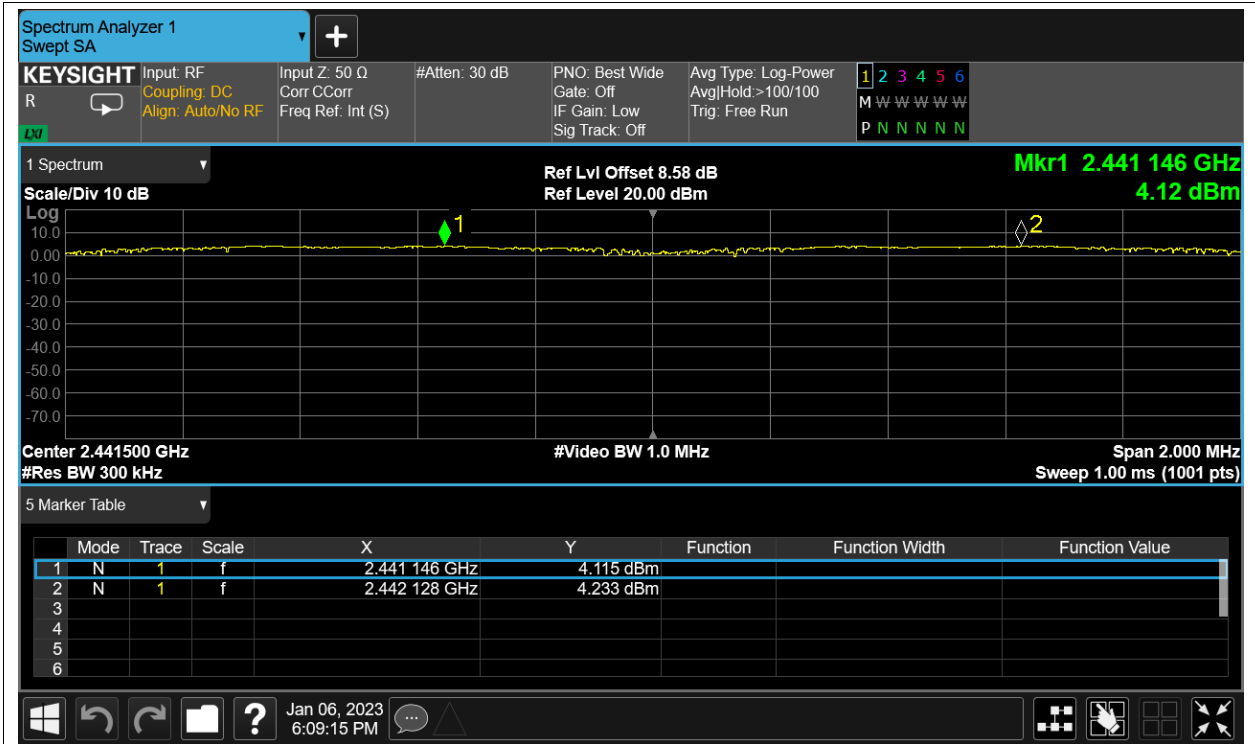 Spectrum Analyzer 1
Swept SA
KEYSIGHT
R
LXI
Input: RF
Coupling: DC
Align: Auto/No RF
Input Z: 50 Ω
Corr CCorr
Freq Ref: Int (S)
#Atten: 30 dB
PNO: Best Wide
Gate: Off
IF Gain: Low
Sig Track: Off
Avg Type: Log-Power
Avg|Hold:>100/100
Trig: Free Run
1 2 3 4 5 6
M W W W W W
P N N N N N
1 Spectrum
Scale/Div 10 dB
Ref Lvl Offset 8.58 dB
Ref Level 20.00 dBm
Mkr1 2.441 146 GHz
4.12 dBm
Log
10.0
0.00
-10.0
-20.0
-30.0
-40.0
-50.0
-60.0
-70.0
1
2
Center 2.441500 GHz
#Res BW 300 kHz
#Video BW 1.0 MHz
Span 2.000 MHz
Sweep 1.00 ms (1001 pts)
5 Marker Table
Mode Trace Scale X Y Function Function Width Function Value
1 N 1 f 2.441 146 GHz 4.115 dBm
2 N 1 f 2.442 128 GHz 4.233 dBm
3
4
5
6
?
Jan 06, 2023
6:09:15 PM